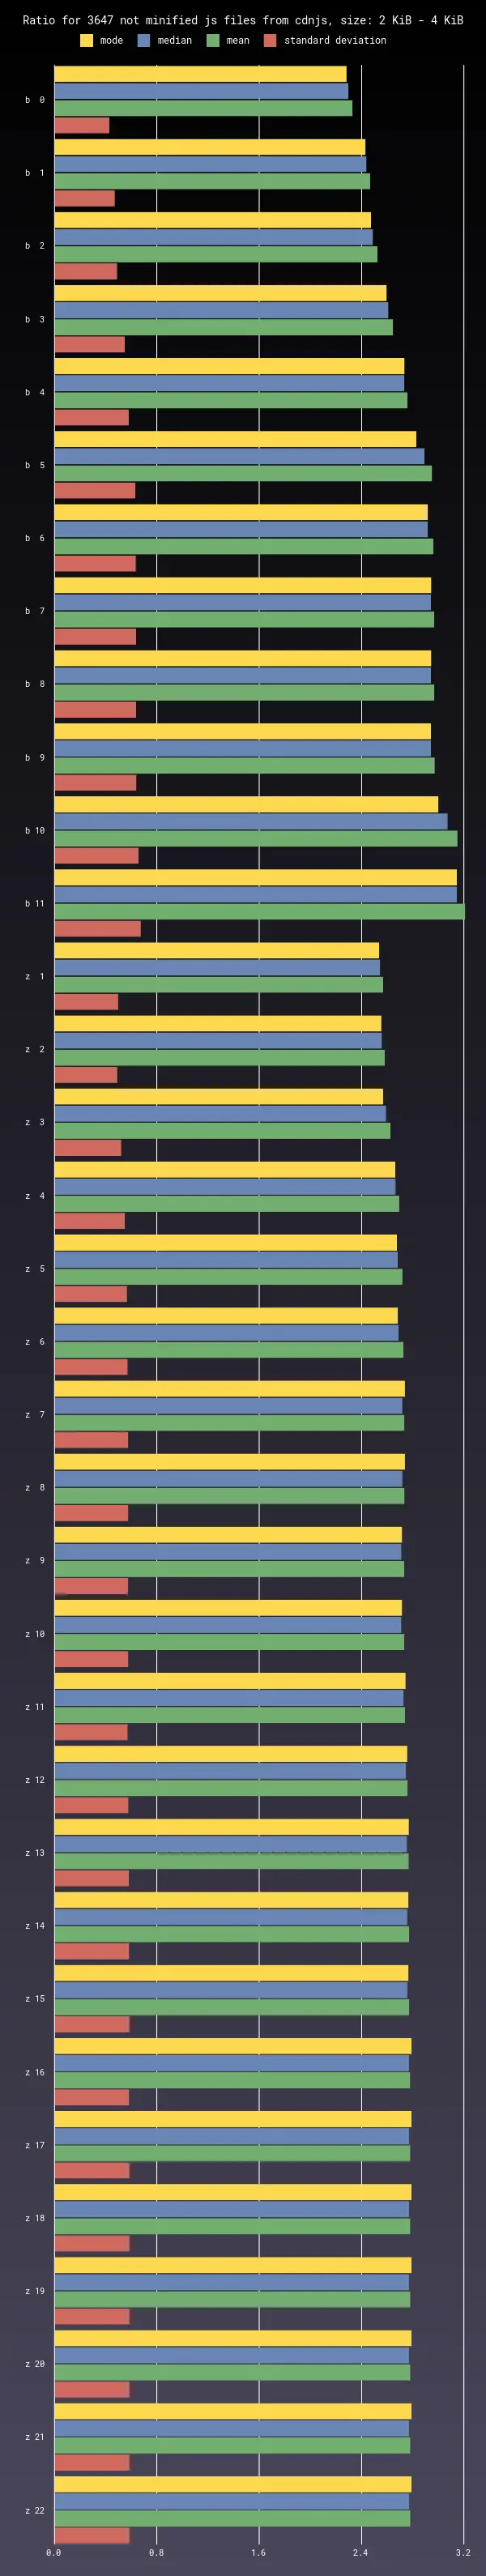 Ratio for 3647 not minified js files from cdnjs, size: 2 KiB - 4 KiB
mode median mean standard deviation
b 0
b 1
b 2
b 3
b 4
b 5
b 6
b 7
b 8
b 9
b 10
b 11
z 1
z 2
z 3
z 4
z 5
z 6
z 7
z 8
z 9
z 10
z 11
z 12
z 13
z 14
z 15
z 16
z 17
z 18
z 19
z 20
z 21
z 22
0.0 0.8 1.6 2.4 3.2